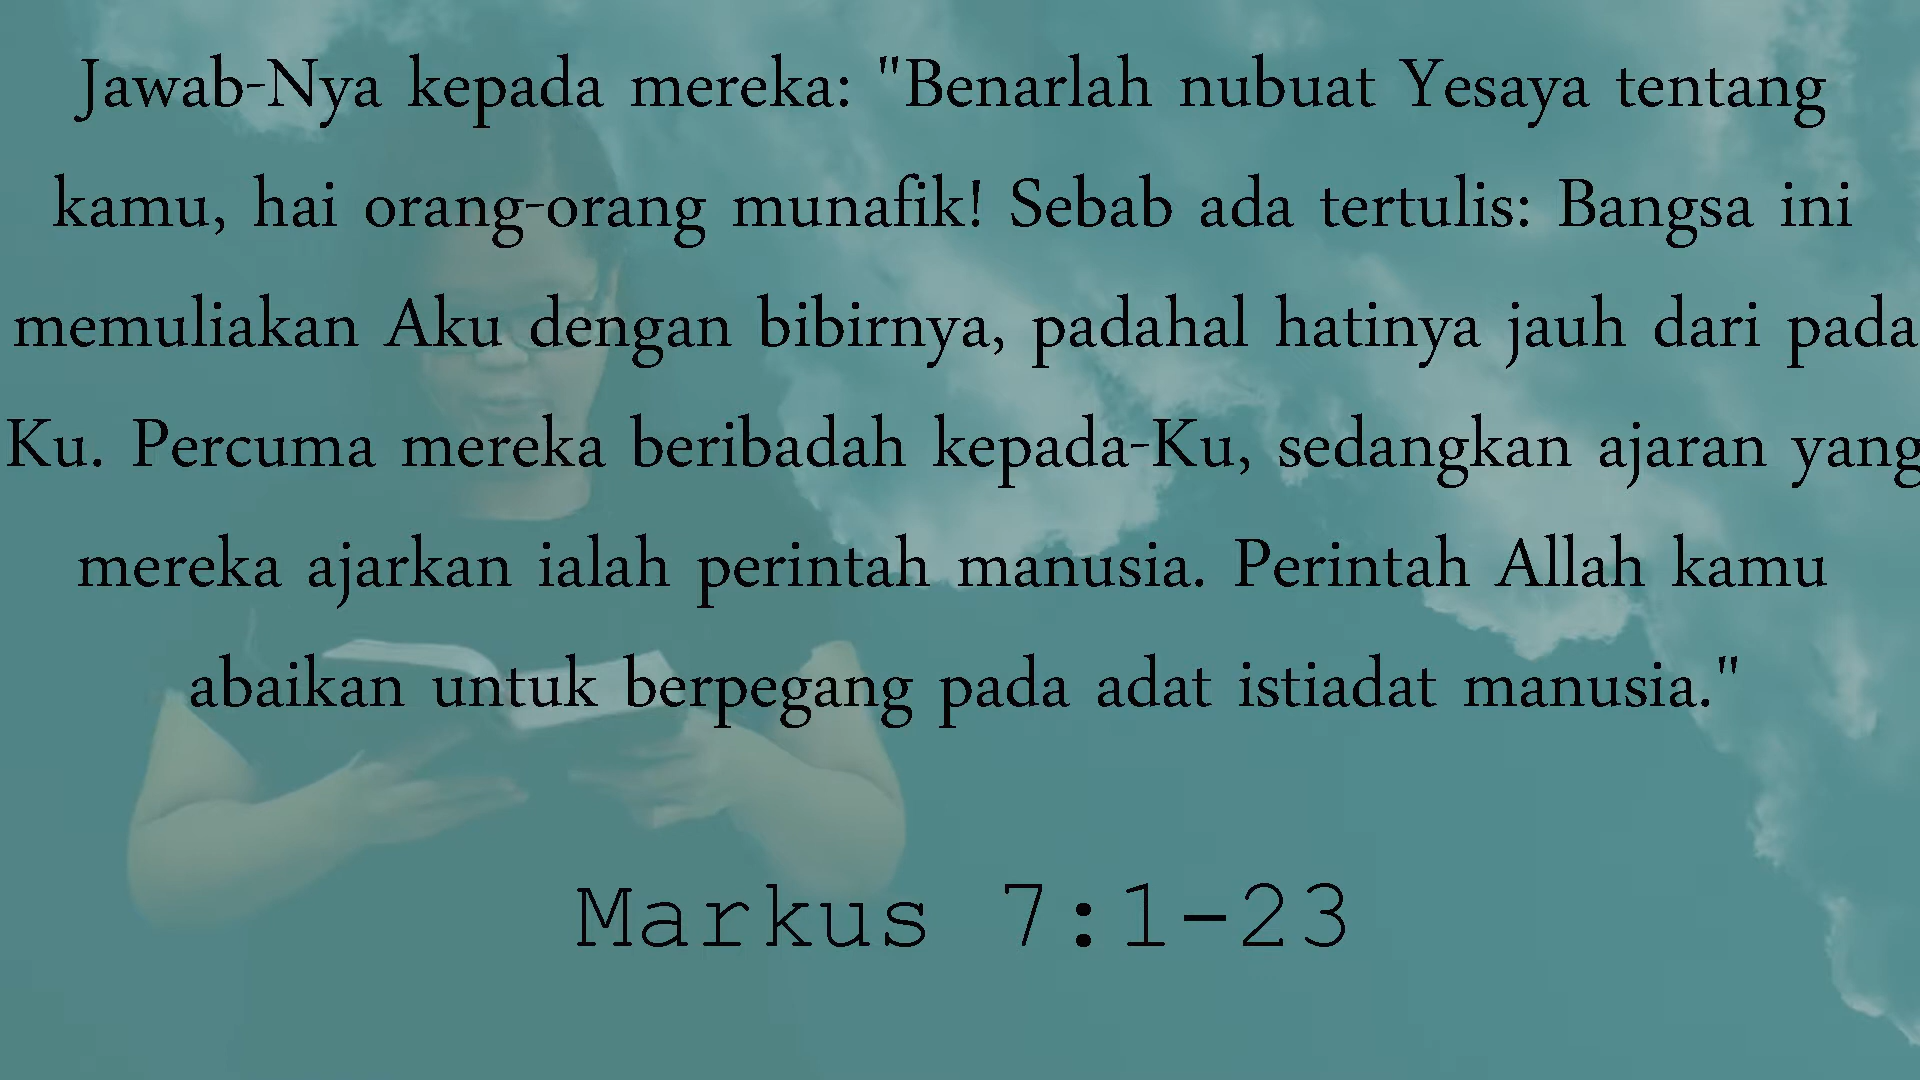 Jawab-Nya kepada mereka: "Benarlah nubuat Yesaya tentang
kamu, hai orang-orang munafik! Sebab ada tertulis: Bangsa ini
memuliakan Aku dengan bibirnya, padahal hatinya jauh dari pada
Ku. Percuma mereka beribadah kepada-Ku, sedangkan ajaran yang
mereka ajarkan ialah perintah manusia. Perintah Allah kamu
abaikan untuk berpegang pada adat istiadat manusia."
Markus 7:1-23